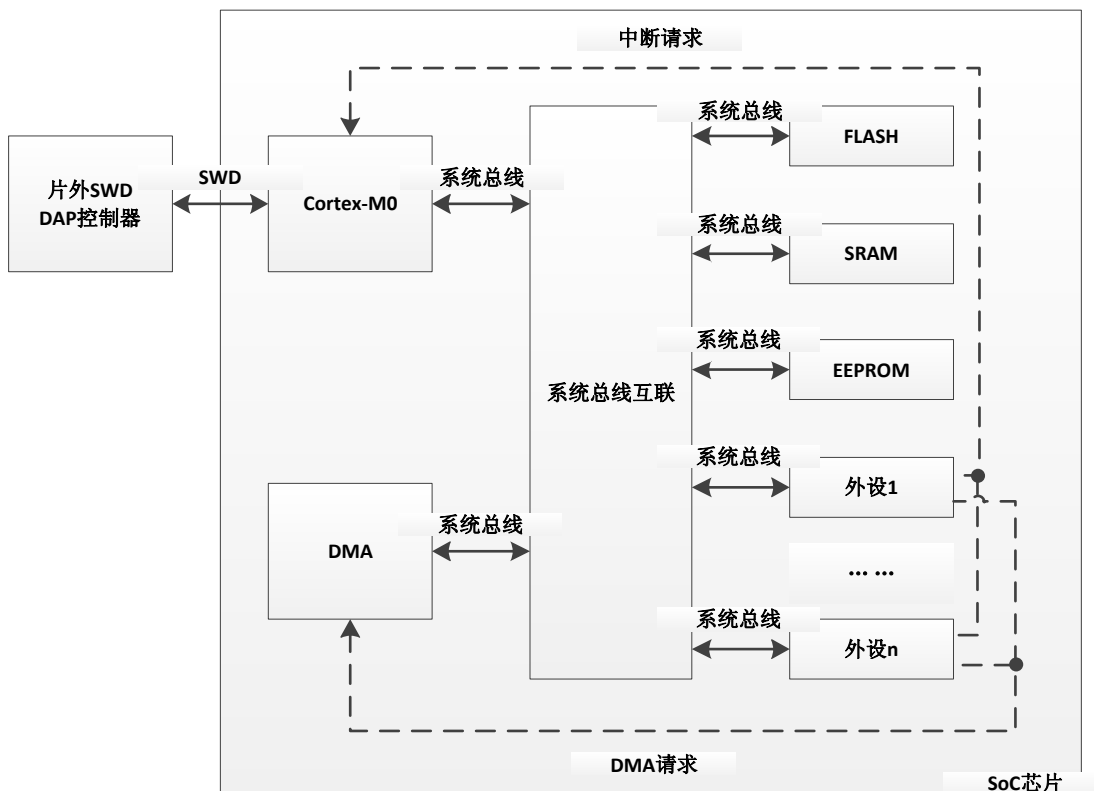 中断请求
系统总线
FLASH
片外SWD
DAP控制器
SWD
Cortex-M0
系统总线
系统总线
SRAM
系统总线
EEPROM
系统总线互联
系统总线
外设1
DMA
系统总线
... ...
系统总线
外设n
DMA请求
SoC芯片